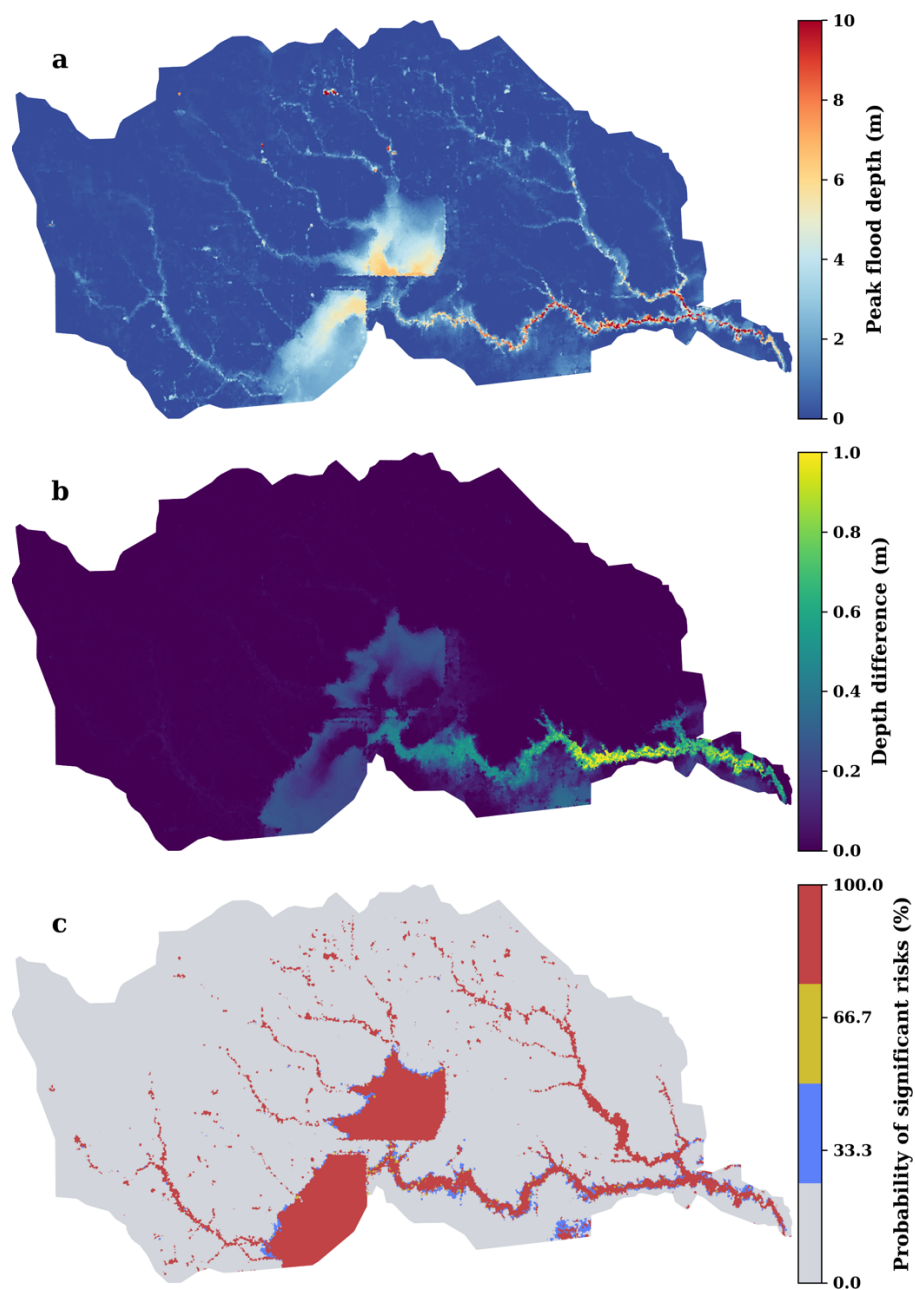 a
10
8
6
4
2
0
Peak flood depth (m)
b
1.0
0.8
0.6
0.4
0.2
0.0
Depth difference (m)
c
100.0
66.7
33.3
0.0
Probability of significant risks (%)